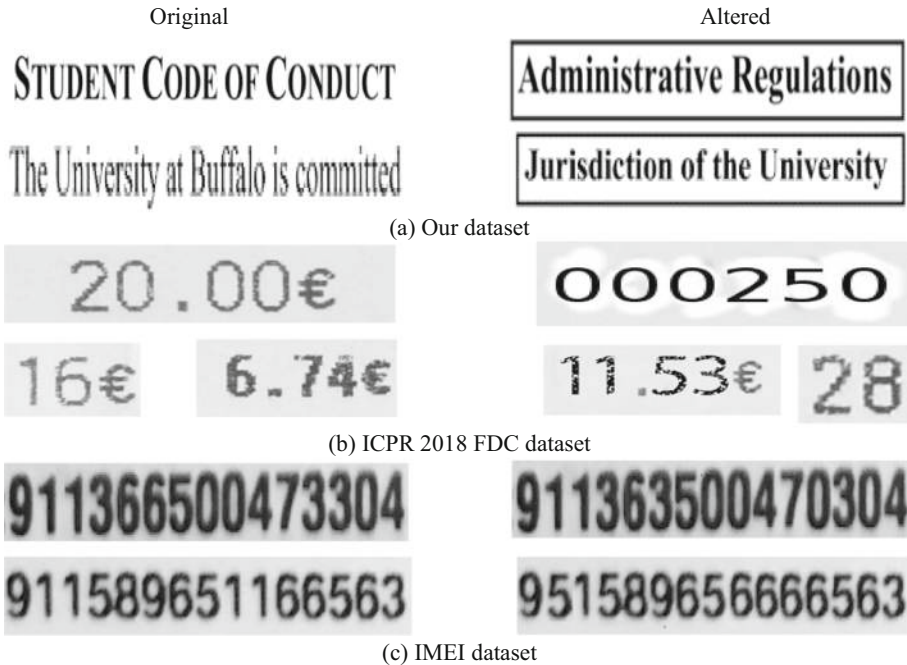 Original Altered
STUDENT CODE OF CONDUCT Administrative Regulations
The University at Buffalo is committed Jurisdiction of the University
(a) Our dataset
20.00€ 000250
16€ 6.74€ 11.53€ 28
(b) ICPR 2018 FDC dataset
911366500473304 911363500470304
911589651166563 951589656666563
(c) IMEI dataset